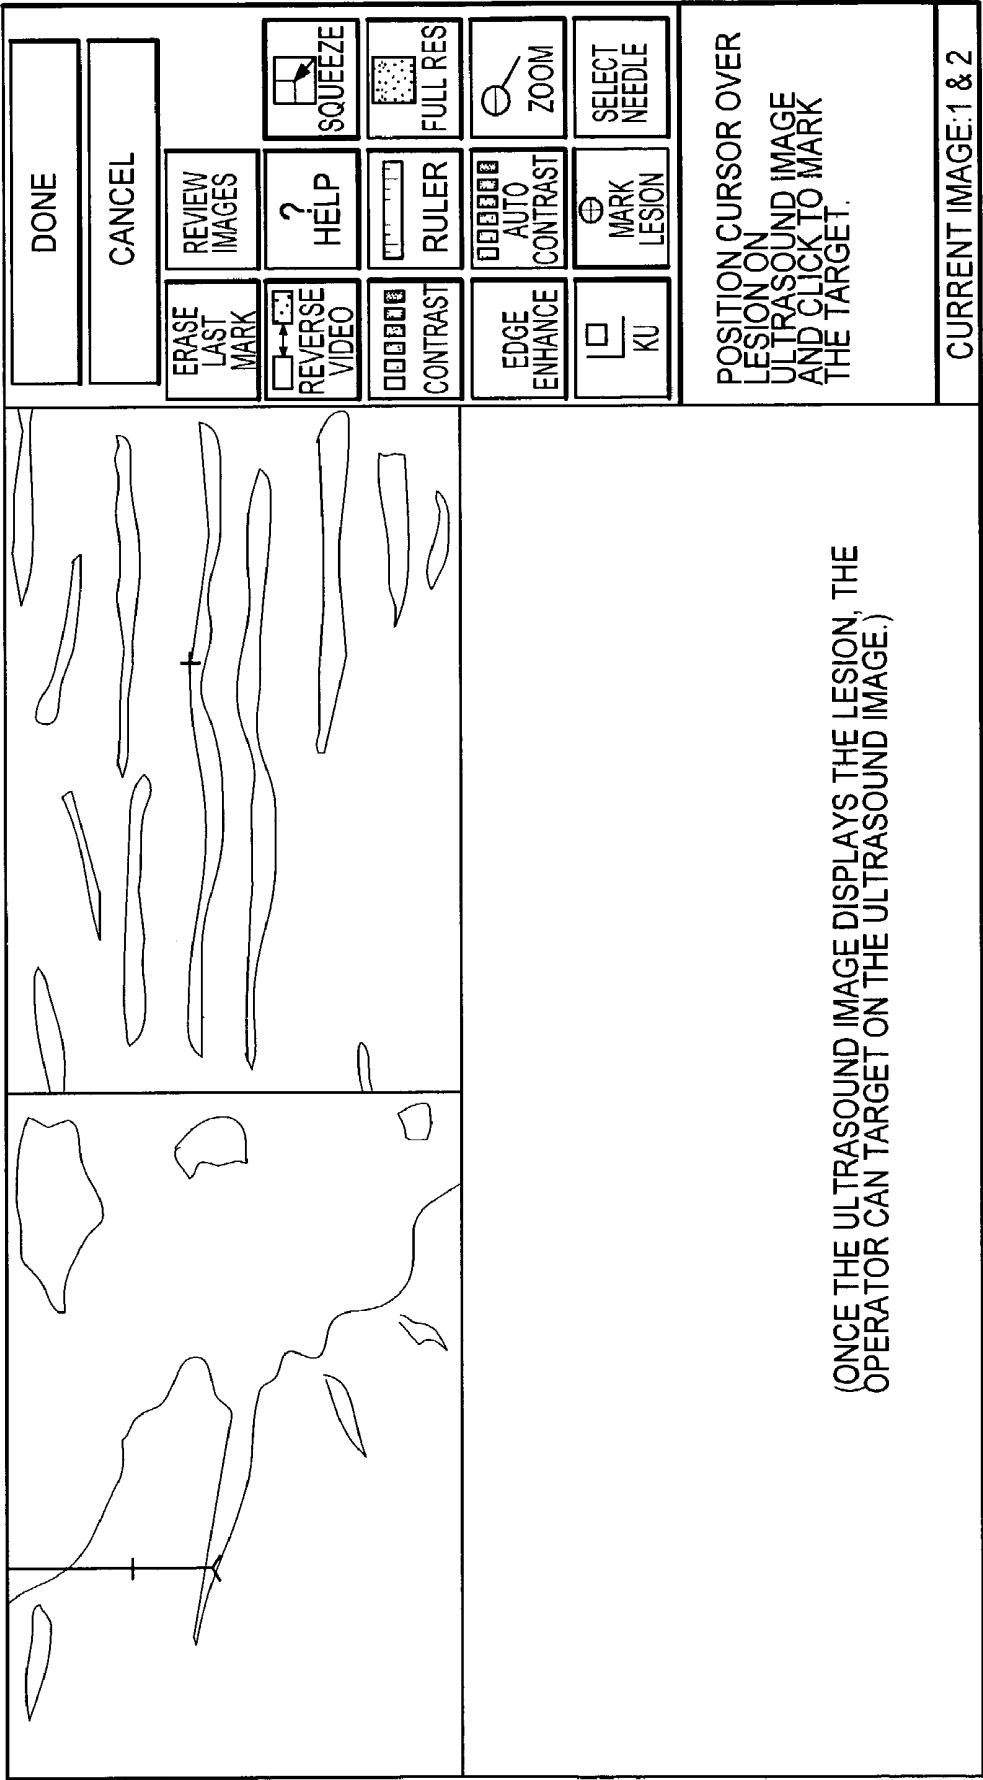 DONE
CANCEL
ERASE
LAST
MARK
REVIEW
IMAGES
REVERSE
VIDEO
?
HELP
SQUEEZE
CONTRAST
RULER
FULL RES
EDGE
ENHANCE
AUTO
CONTRAST
ZOOM
KU
MARK
LESION
SELECT
NEEDLE
POSITION CURSOR OVER
LESION ON
ULTRASOUND IMAGE
AND CLICK TO MARK
THE TARGET.
CURRENT IMAGE:1 & 2
(ONCE THE ULTRASOUND IMAGE DISPLAYS THE LESION, THE
OPERATOR CAN TARGET ON THE ULTRASOUND IMAGE.)